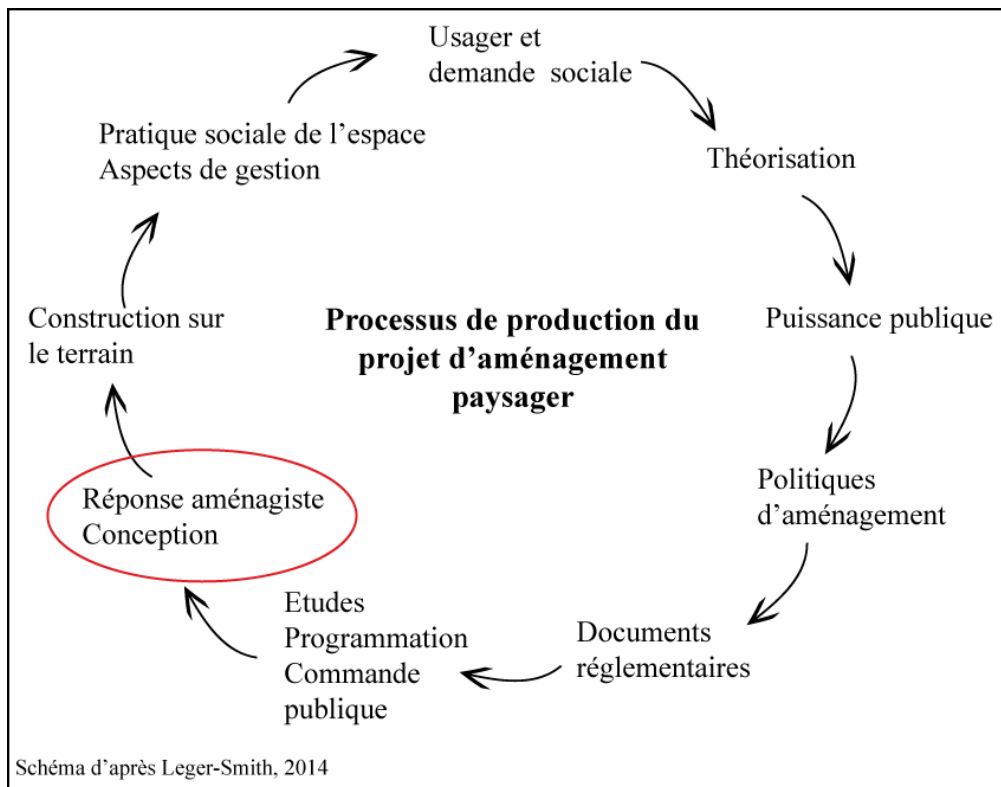 Usager et
demande sociale
Théorisation
Puissance publique
Politiques
d’aménagement
Documents
réglementaires
Etudes
Programmation
Commande
publique
Réponse aménagiste
Conception
Construction sur
le terrain
Pratique sociale de l’espace
Aspects de gestion
Processus de production du
projet d’aménagement
paysager
Schéma d’après Leger-Smith, 2014